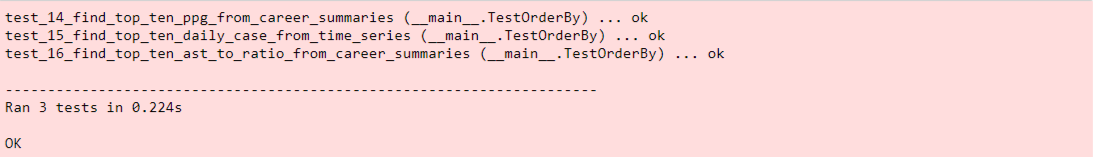 test_14_find_top_ten_ppg_from_career_summaries (__main__.TestOrderBy) ... ok
test_15_find_top_ten_daily_case_from_time_series (__main__.TestOrderBy) ... ok
test_16_find_top_ten_ast_to_ratio_from_career_summaries (__main__.TestOrderBy) ... ok
----------------------------------------------------------------------
Ran 3 tests in 0.224s
OK